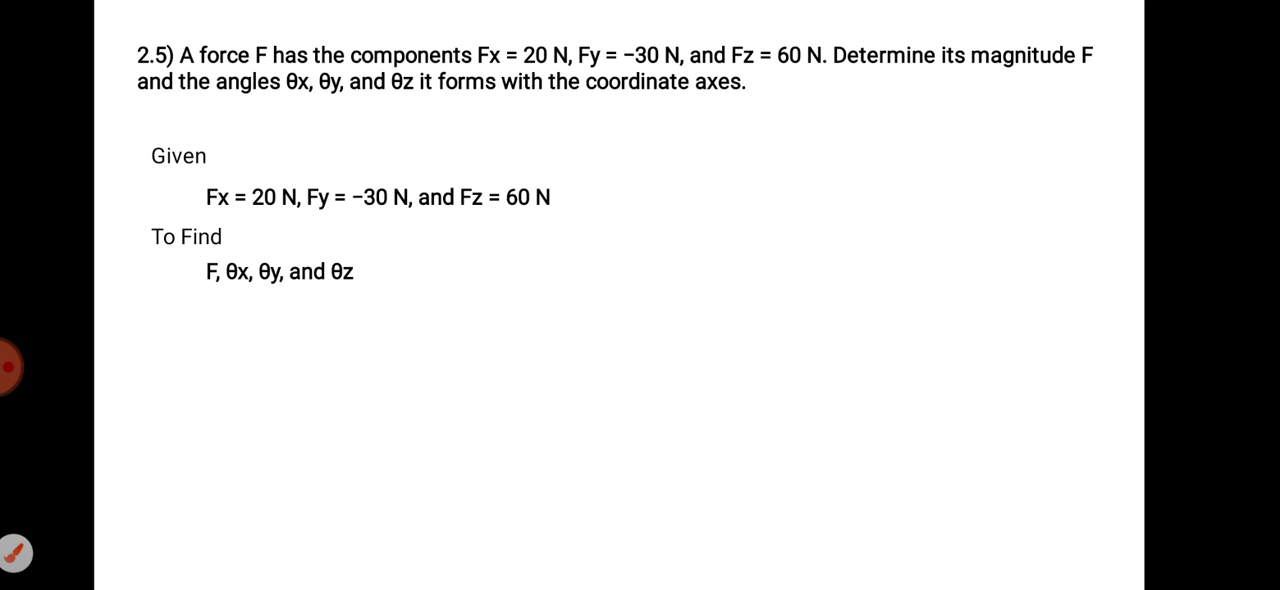 2.5) A force F has the components Fx = 20 N, Fy = −30 N, and Fz = 60 N. Determine its magnitude F
and the angles θx, θy, and θz it forms with the coordinate axes.
Given
Fx = 20 N, Fy = −30 N, and Fz = 60 N
To Find
F, θx, θy, and θz